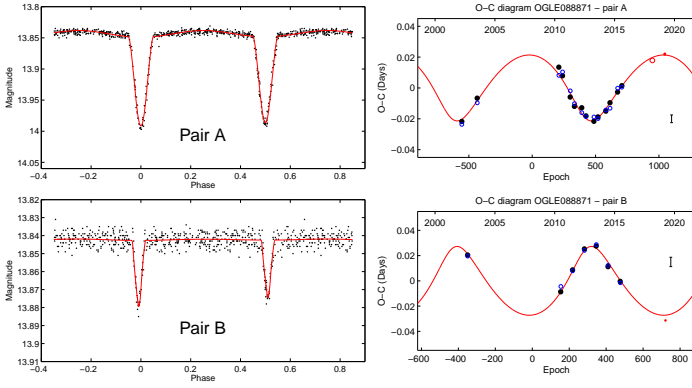 13.8
13.85
13.9
13.95
14
14.05
Magnitude
−0.4 −0.2 0 0.2 0.4 0.6 0.8
Phase
Pair A
O−C diagram OGLE088871 − pair A
2000 2005 2010 2015 2020
0.04
0.02
0
−0.02
−0.04
O−C (Days)
−500 0 500 1000
Epoch
13.82
13.83
13.84
13.85
13.86
13.87
13.88
13.89
13.9
13.91
Magnitude
−0.4 −0.2 0 0.2 0.4 0.6 0.8
Phase
Pair B
O−C diagram OGLE088871 − pair B
2000 2005 2010 2015 2020
0.04
0.02
0
−0.02
−0.04
O−C (Days)
−600 −400 −200 0 200 400 600 800
Epoch